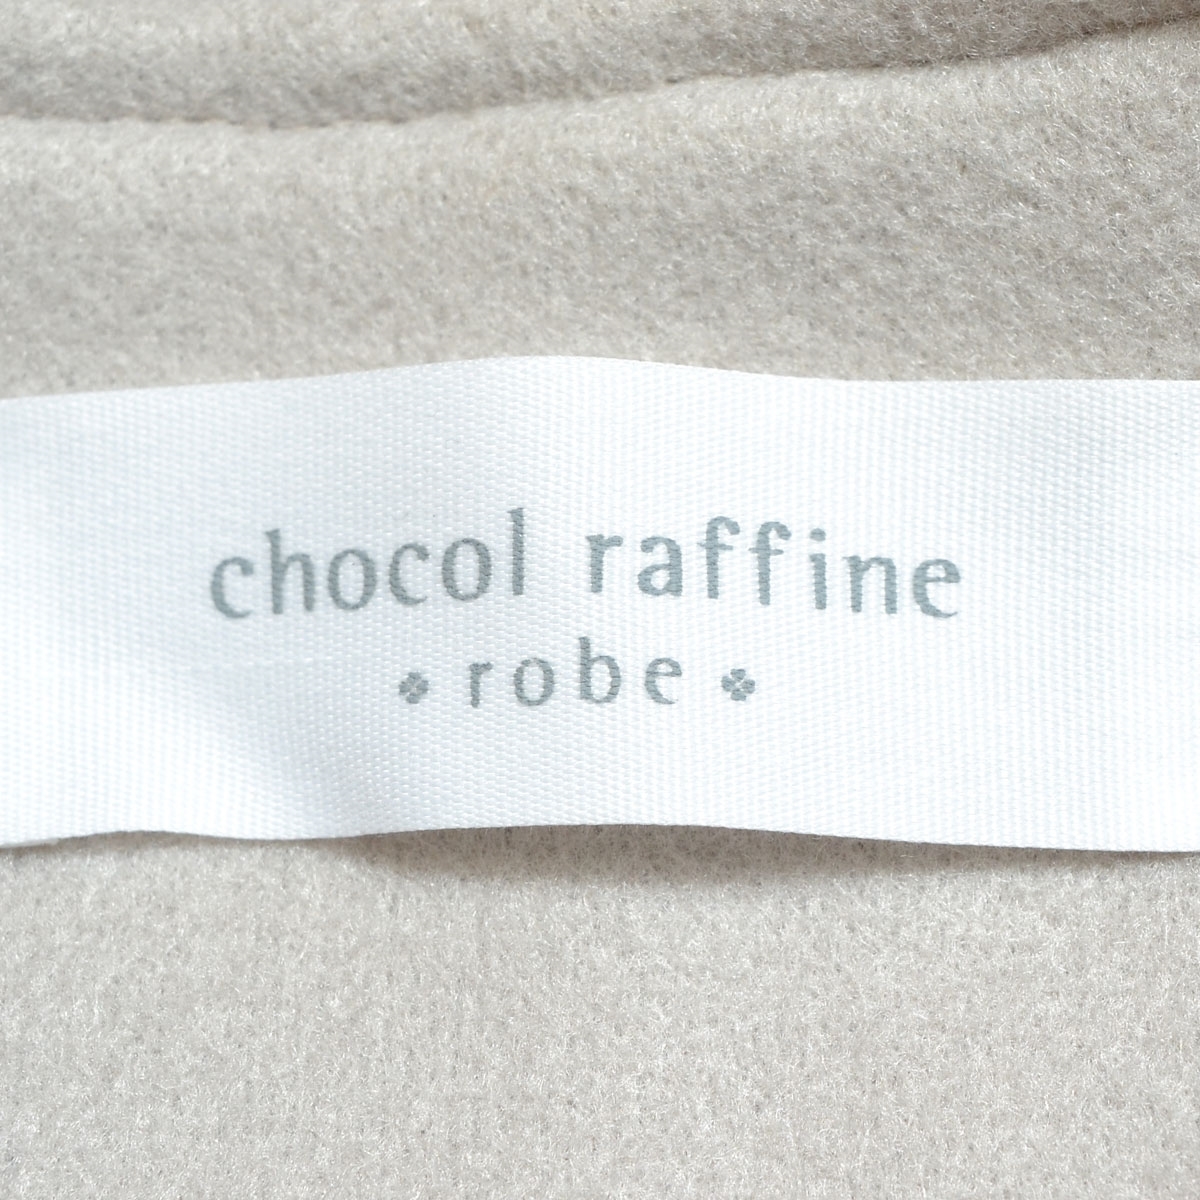 chocol raffine
robe